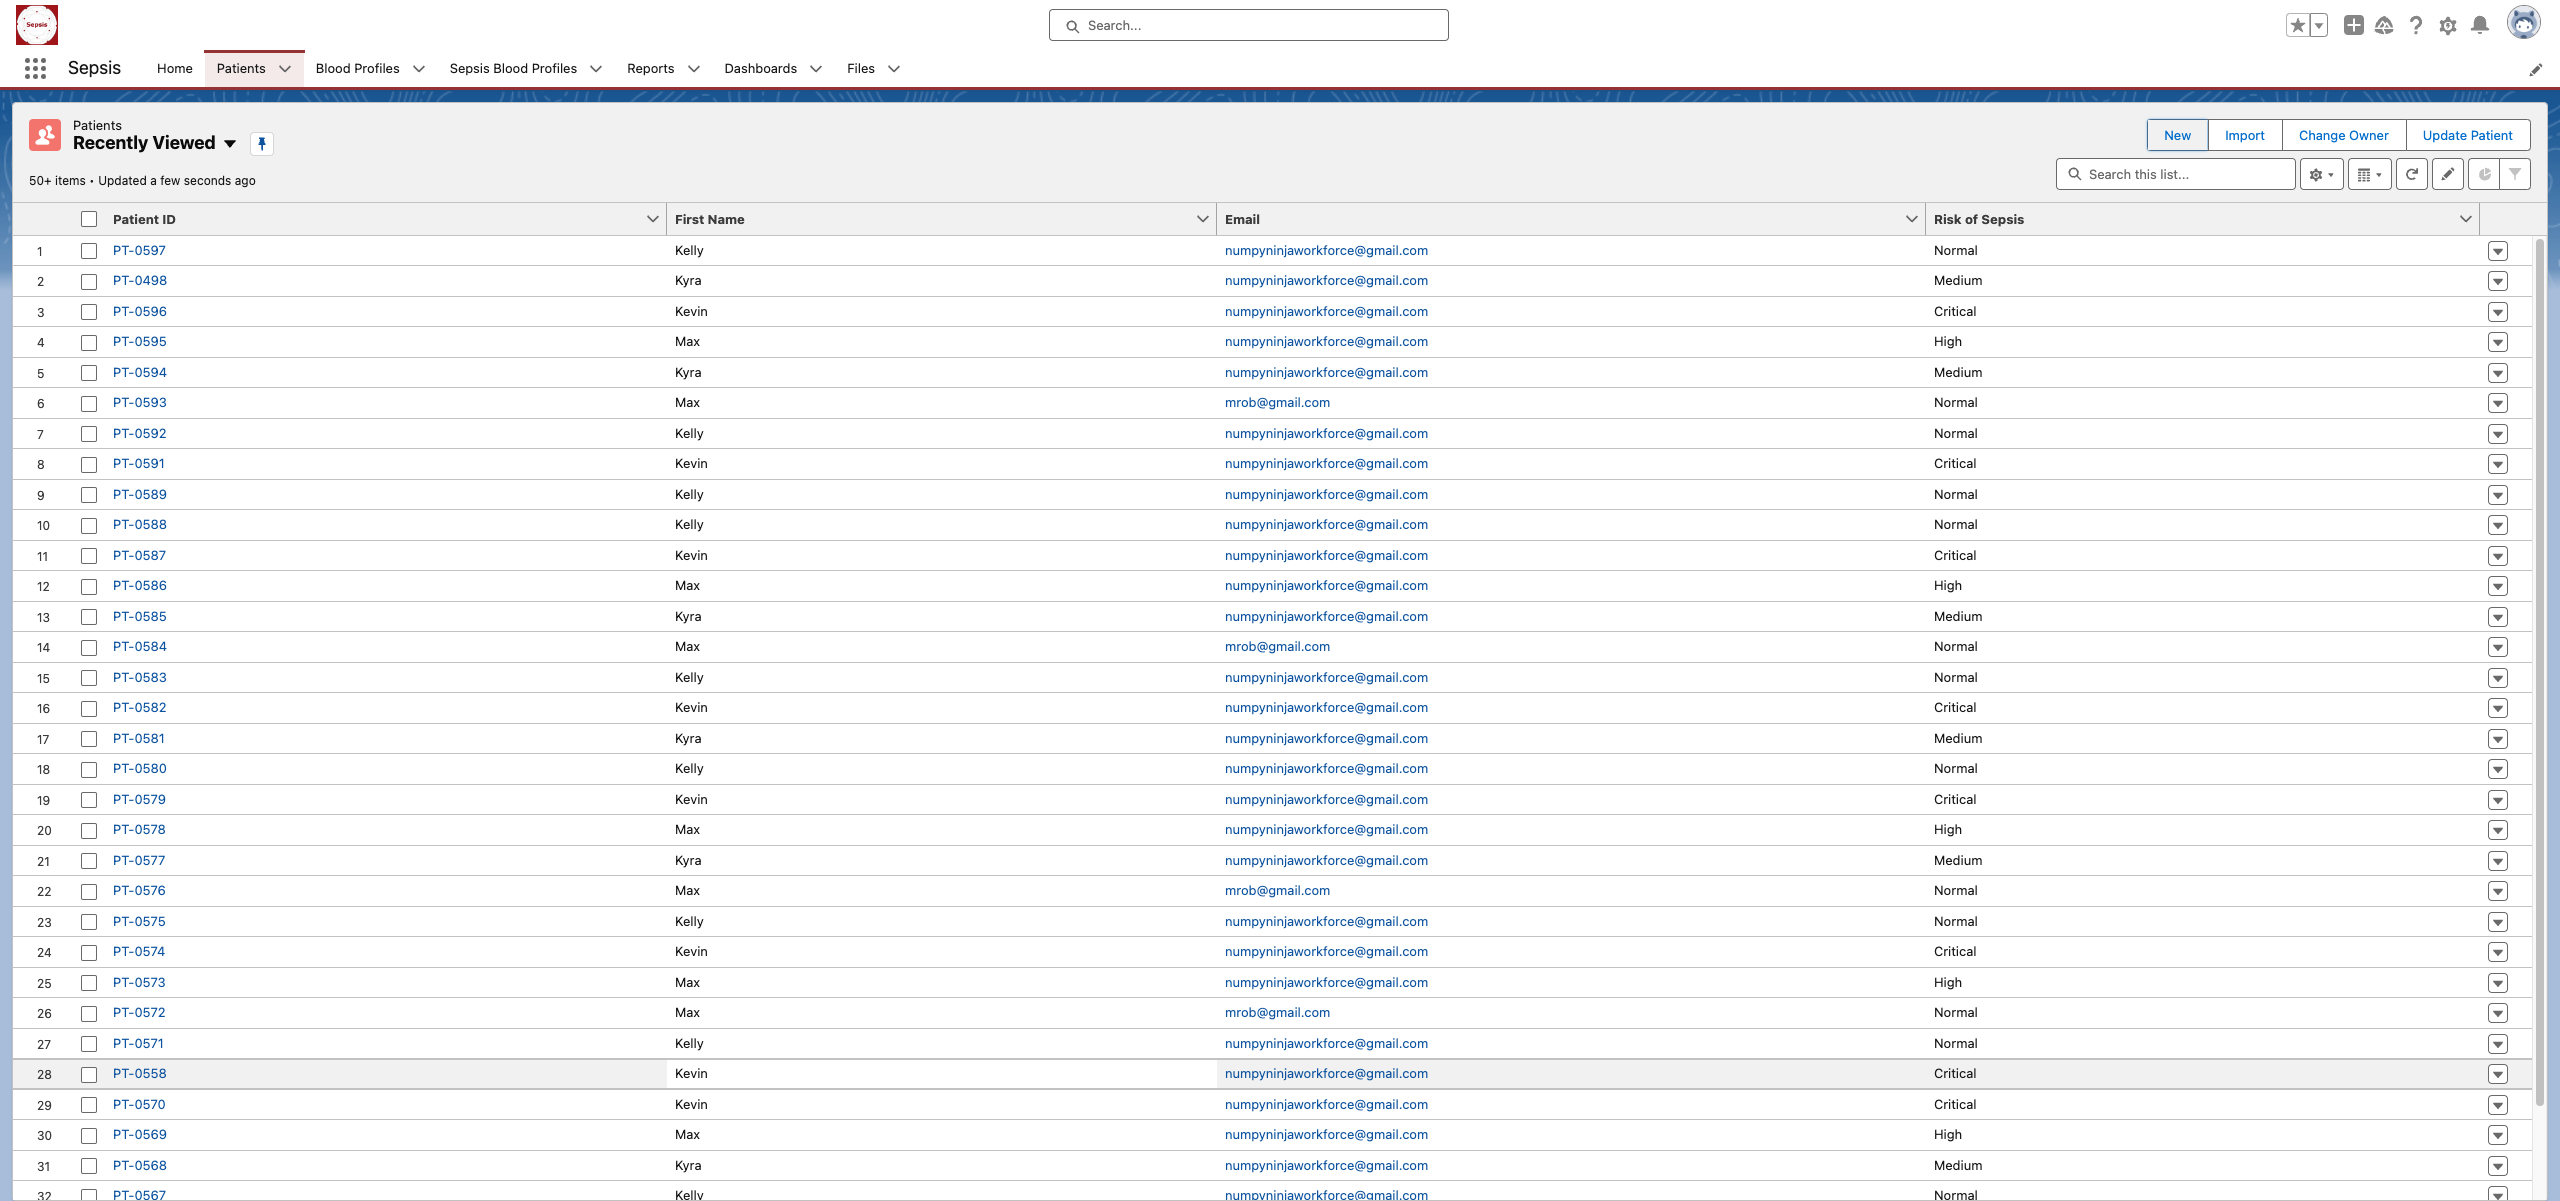 Sepsis
Search...
Sepsis Home Patients Blood Profiles Sepsis Blood Profiles Reports Dashboards Files
Patients
Recently Viewed
New Import Change Owner Update Patient
50+ items • Updated a few seconds ago
Search this list...
Patient ID First Name Email Risk of Sepsis
1 PT-0597 Kelly numpyninjaworkforce@gmail.com Normal
2 PT-0498 Kyra numpyninjaworkforce@gmail.com Medium
3 PT-0596 Kevin numpyninjaworkforce@gmail.com Critical
4 PT-0595 Max numpyninjaworkforce@gmail.com High
5 PT-0594 Kyra numpyninjaworkforce@gmail.com Medium
6 PT-0593 Max mrob@gmail.com Normal
7 PT-0592 Kelly numpyninjaworkforce@gmail.com Normal
8 PT-0591 Kevin numpyninjaworkforce@gmail.com Critical
9 PT-0589 Kelly numpyninjaworkforce@gmail.com Normal
10 PT-0588 Kelly numpyninjaworkforce@gmail.com Normal
11 PT-0587 Kevin numpyninjaworkforce@gmail.com Critical
12 PT-0586 Max numpyninjaworkforce@gmail.com High
13 PT-0585 Kyra numpyninjaworkforce@gmail.com Medium
14 PT-0584 Max mrob@gmail.com Normal
15 PT-0583 Kelly numpyninjaworkforce@gmail.com Normal
16 PT-0582 Kevin numpyninjaworkforce@gmail.com Critical
17 PT-0581 Kyra numpyninjaworkforce@gmail.com Medium
18 PT-0580 Kelly numpyninjaworkforce@gmail.com Normal
19 PT-0579 Kevin numpyninjaworkforce@gmail.com Critical
20 PT-0578 Max numpyninjaworkforce@gmail.com High
21 PT-0577 Kyra numpyninjaworkforce@gmail.com Medium
22 PT-0576 Max mrob@gmail.com Normal
23 PT-0575 Kelly numpyninjaworkforce@gmail.com Normal
24 PT-0574 Kevin numpyninjaworkforce@gmail.com Critical
25 PT-0573 Max numpyninjaworkforce@gmail.com High
26 PT-0572 Max mrob@gmail.com Normal
27 PT-0571 Kelly numpyninjaworkforce@gmail.com Normal
28 PT-0558 Kevin numpyninjaworkforce@gmail.com Critical
29 PT-0570 Kevin numpyninjaworkforce@gmail.com Critical
30 PT-0569 Max numpyninjaworkforce@gmail.com High
31 PT-0568 Kyra numpyninjaworkforce@gmail.com Medium
32 PT-0567 Kelly numpyninjaworkforce@gmail.com Normal